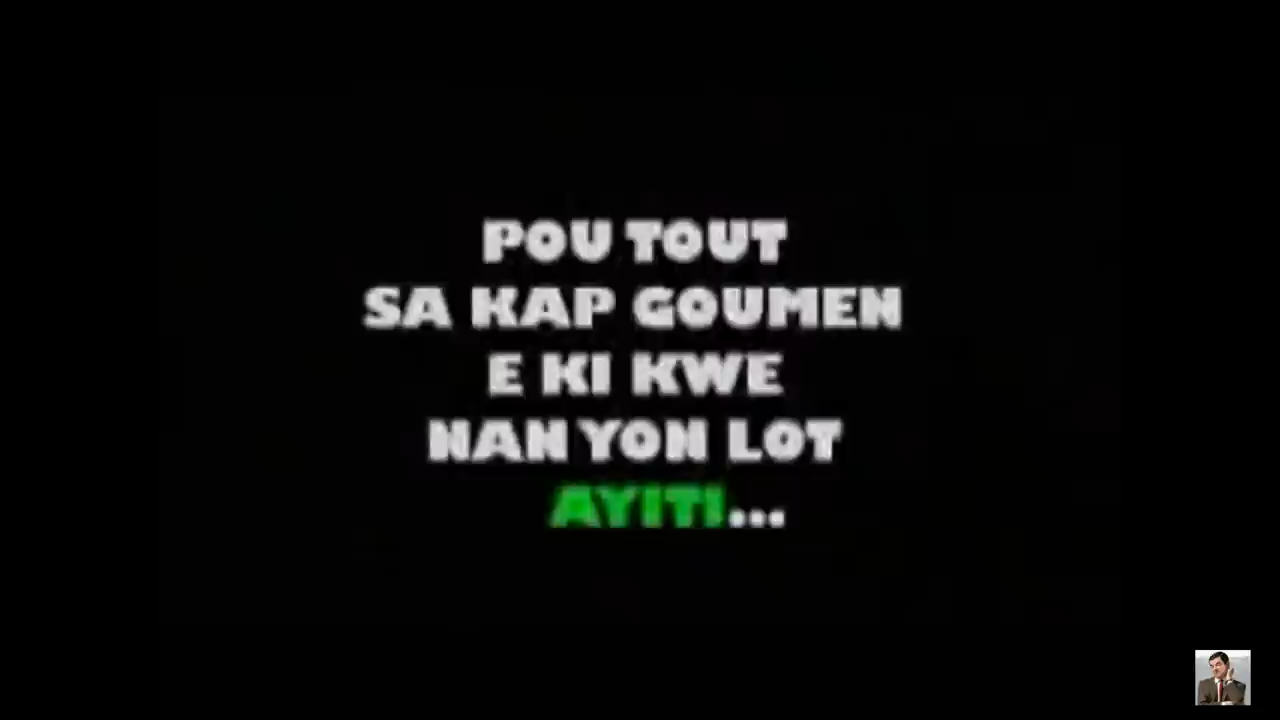 POU TOUT
SA KAP GOUMEN
E KI KWE
NAN YON LOT
AYITI...